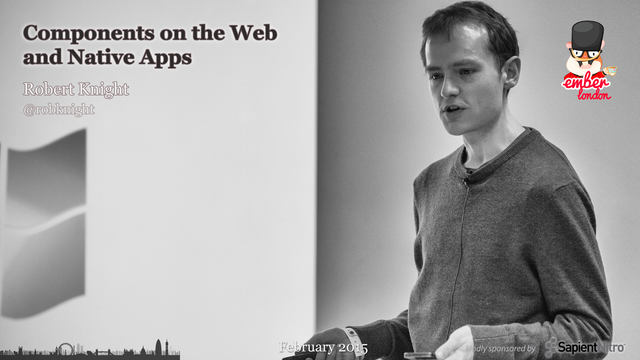 Components on the Web
and Native Apps
Robert Knight
@robknight
ember
london
February 2015
sponsored by
Sapient